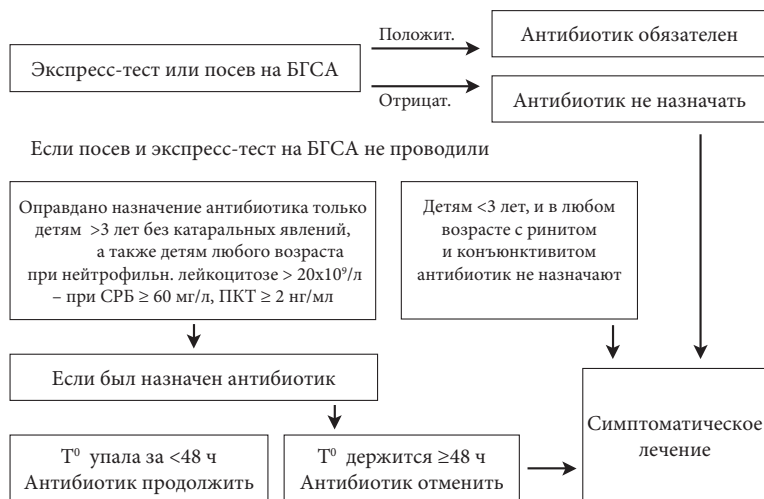 Положит.
Антибиотик обязателен
Экспресс-тест или посев на БГСА
Отрицат.
Антибиотик не назначать
Если посев и экспресс-тест на БГСА не проводили
Оправдано назначение антибиотика только
детям  >3 лет без катаральных явлений,
а также детям любого возраста
при нейтрофильн. лейкоцитозе > 20x10⁹/л
– при СРБ ≥ 60 мг/л, ПКТ ≥ 2 нг/мл
Детям <3 лет, и в любом
возрасте с ринитом
и конъюнктивитом
антибиотик не назначают
Если был назначен антибиотик
Симптоматическое
лечение
T⁰ упала за <48 ч
Антибиотик продолжить
T⁰ держится ≥48 ч
Антибиотик отменить